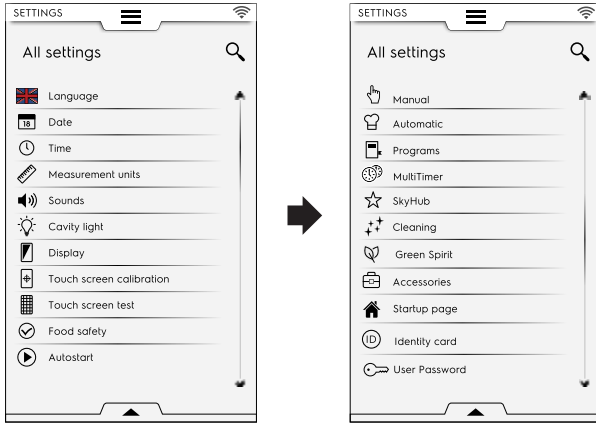 SETTINGS
All settings
Language
18 Date
Time
Measurement units
Sounds
Cavity light
Display
Touch screen calibration
Touch screen test
Food safety
Autostart
SETTINGS
All settings
Manual
Automatic
Programs
MultiTimer
SkyHub
Cleaning
Green Spirit
Accessories
Startup page
ID Identity card
User Password